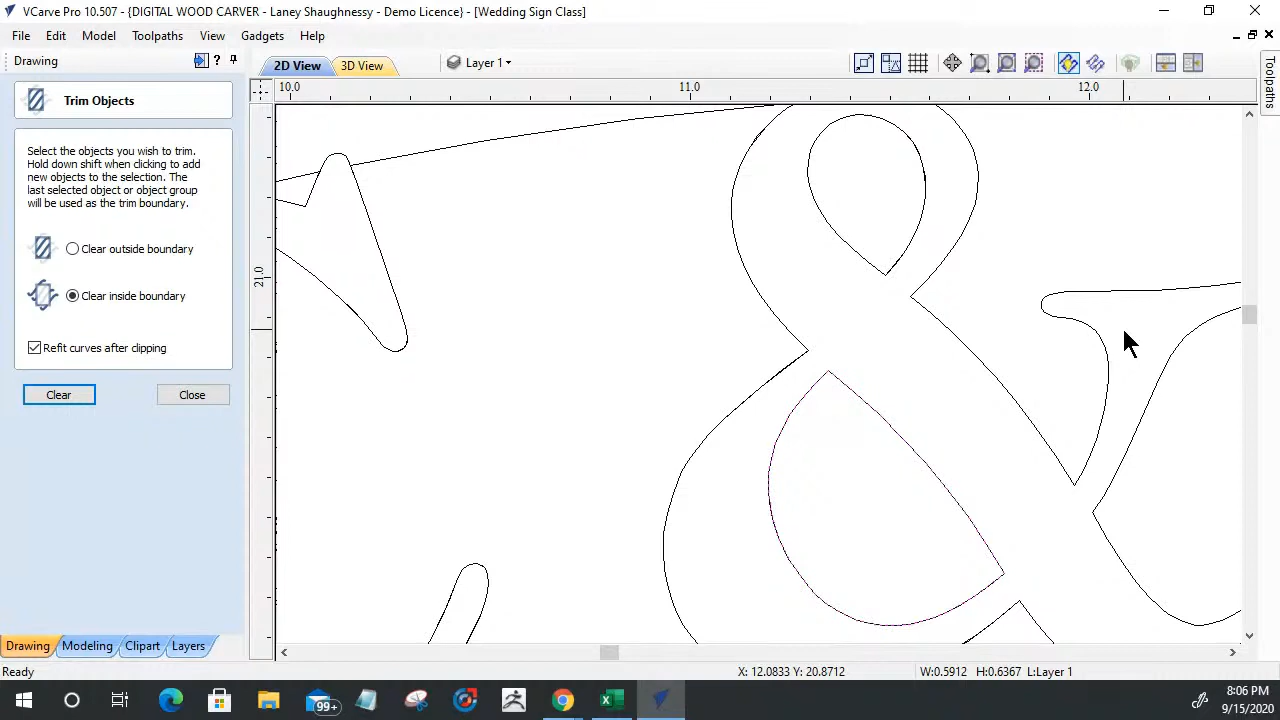 VCarve Pro 10.507 - {DIGITAL WOOD CARVER - Laney Shaughnessy - Demo Licence} - [Wedding Sign Class]
File Edit Model Toolpaths View Gadgets Help
Drawing
2D View 3D View Layer 1
10.0 11.0 12.0
Trim Objects
Select the objects you wish to trim.
Hold down shift when clicking to add
new objects to the selection. The
last selected object or object group
will be used as the trim boundary.
Clear outside boundary
Clear inside boundary
Refit curves after clipping
Clear Close
21.0
&
Toolpaths
Drawing Modeling Clipart Layers
Ready X: 12.0833 Y: 20.8712 W:0.5912 H:0.6367 L:Layer 1
99+
8:06 PM
9/15/2020